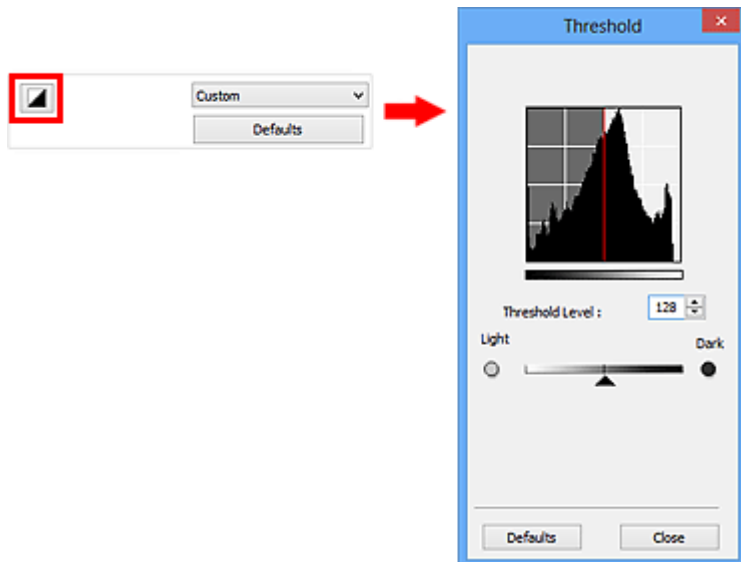 Custom
Defaults
Threshold
Threshold Level :
128
Light
Dark
Defaults
Close